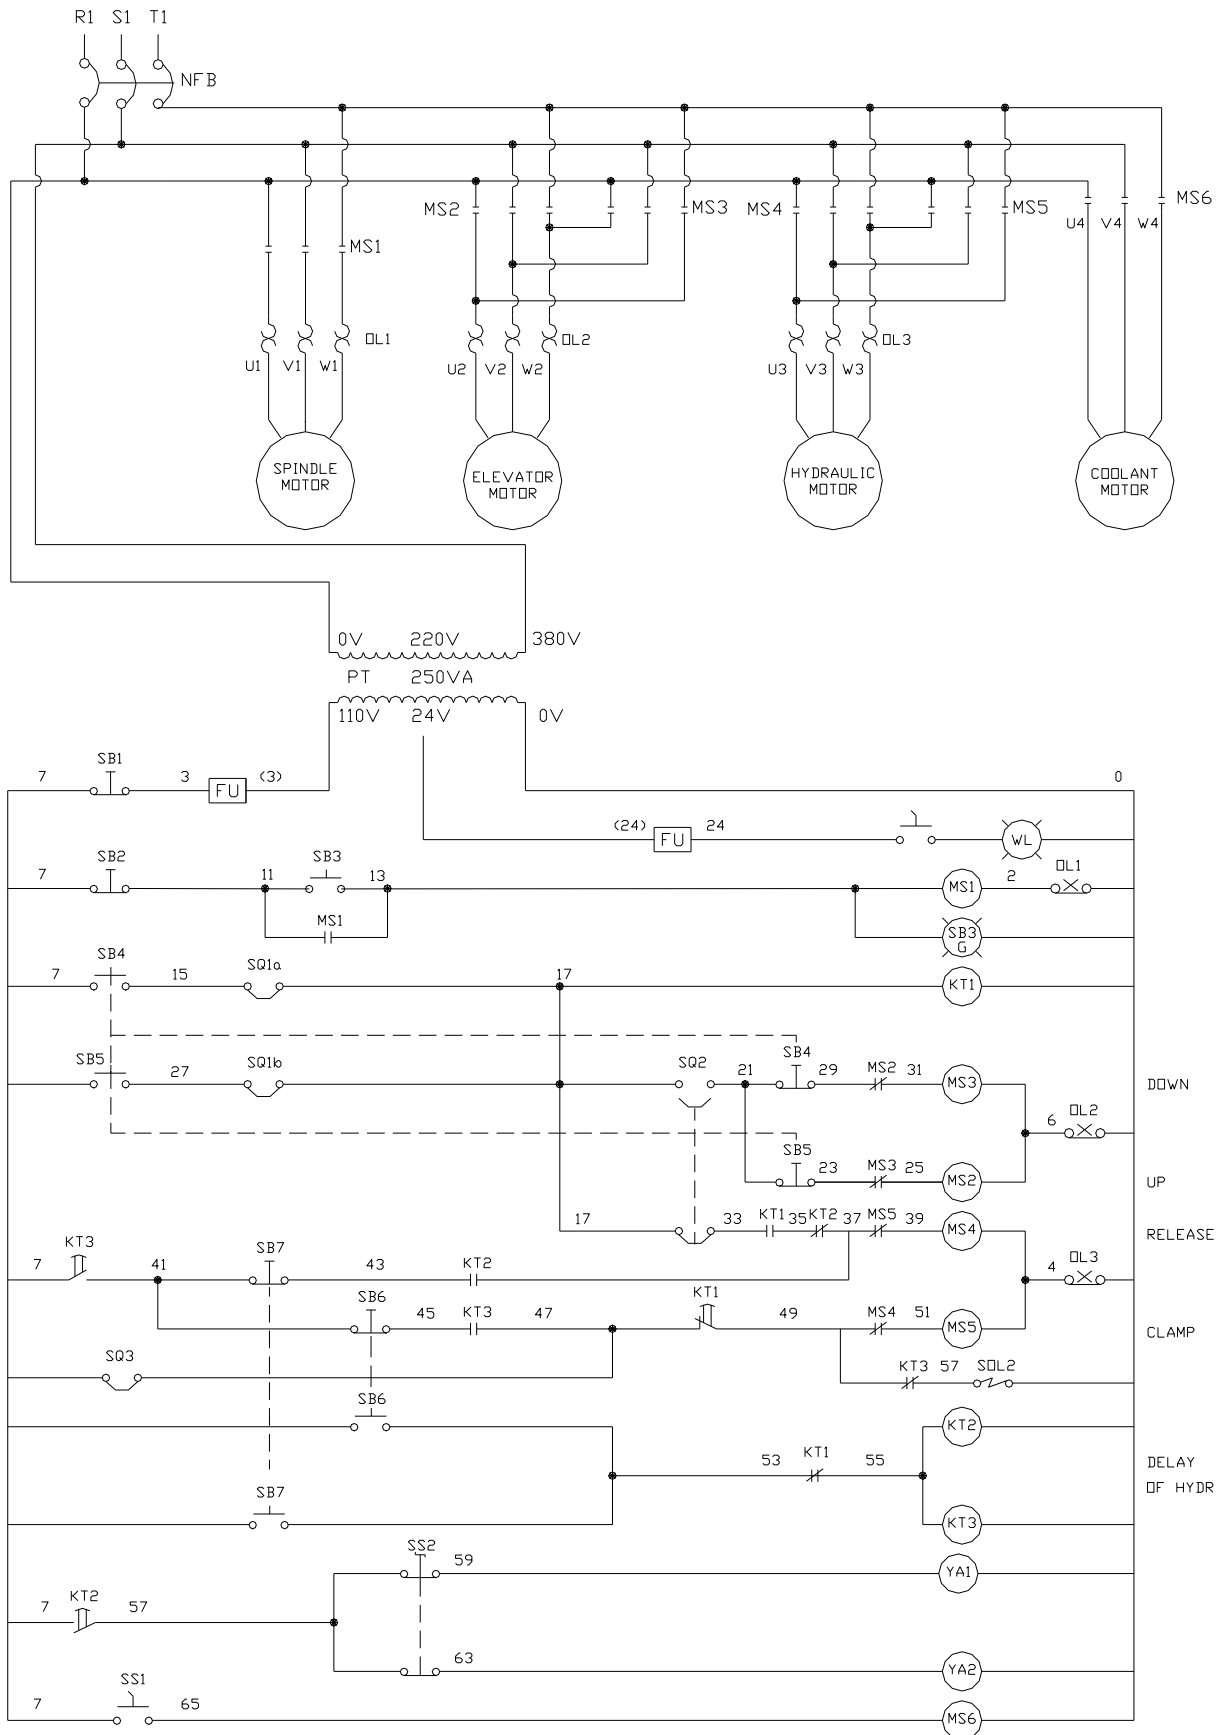 R1 S1 T1
NFB
MS2 MS3 MS4 MS5 MS6
U4 V4 W4
MS1
OL1 OL2 OL3
U1 V1 W1 U2 V2 W2 U3 V3 W3
SPINDLE
MOTOR
ELEVATOR
MOTOR
HYDRAULIC
MOTOR
COOLANT
MOTOR
0V 220V 380V
PT 250VA
110V 24V 0V
SB1
7 3 FU (3) 0
(24) FU 24 WL
SB2 SB3 OL1
7 11 13 MS1 2
MS1
SB3
G
SB4 SQ1a
7 15 17 KT1
SB5 SQ1b SQ2 SB4 MS2
27 21 29 31 MS3 DOWN
6 OL2
SB5 MS3
23 25 MS2 UP
17 33 KT1 35 KT2 37 MS5 39 MS4 RELEASE
KT3 SB7 OL3
7 41 43 KT2 4
SB6 KT1
45 KT3 47 49 MS4 51 MS5 CLAMP
SQ3 KT3 57 SOL2
SB6 KT2
53 KT1 55 DELAY
OF HYDR
SB7 KT3
SS2 59 YA1
KT2
7 57
63 YA2
SS1
7 65 MS6